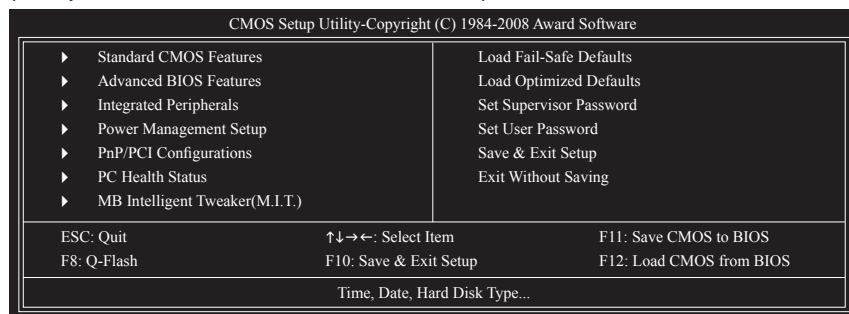 CMOS Setup Utility-Copyright (C) 1984-2008 Award Software
Standard CMOS Features
Advanced BIOS Features
Integrated Peripherals
Power Management Setup
PnP/PCI Configurations
PC Health Status
MB Intelligent Tweaker(M.I.T.)
Load Fail-Safe Defaults
Load Optimized Defaults
Set Supervisor Password
Set User Password
Save & Exit Setup
Exit Without Saving
ESC: Quit ↑↓→←: Select Item F11: Save CMOS to BIOS
F8: Q-Flash F10: Save & Exit Setup F12: Load CMOS from BIOS
Time, Date, Hard Disk Type...